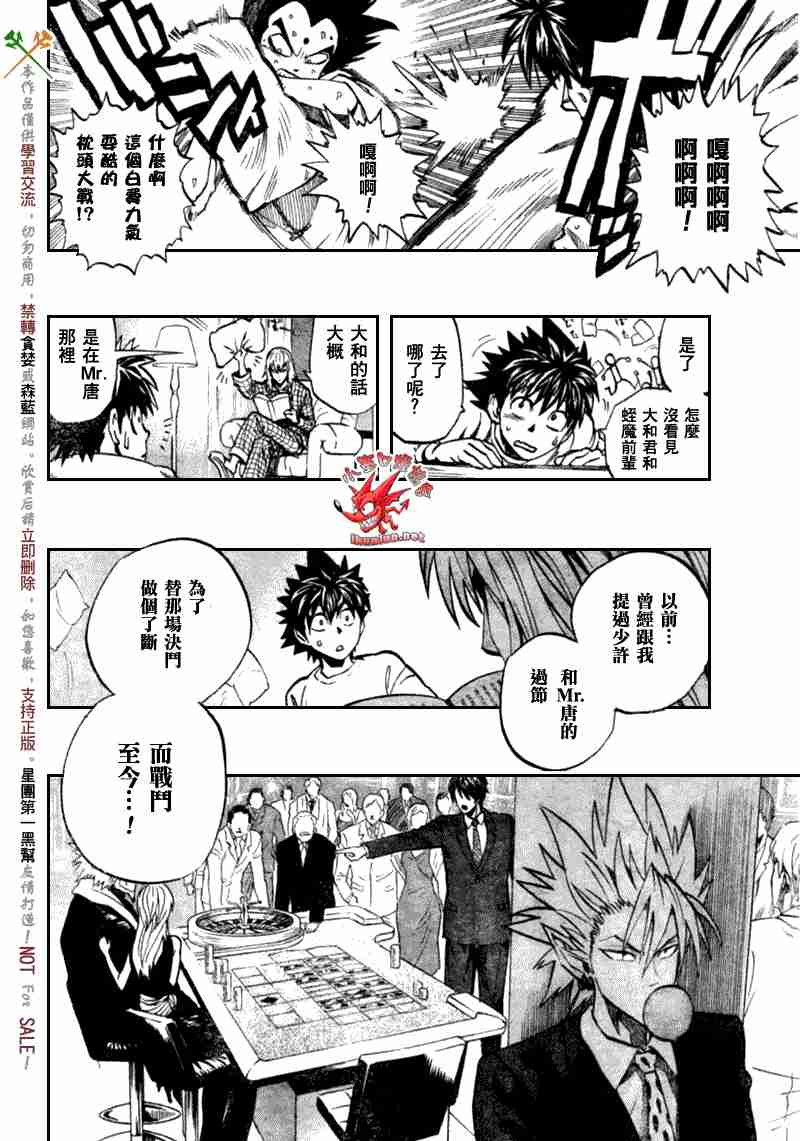 嘎啊啊啊
啊啊啊!
嘎啊啊!
什麼啊
這個白費力氣
耍酷的
枕頭大戰!?
是了
怎麼
沒看見
大和君和
蛭魔前輩
去了
哪了呢?
大和的話
大概
是在Mr.唐
那裡
以前…
曾經跟我
提過少許
和Mr.唐的
過節
為了
替那場決鬥
做個了斷
而戰鬥
至今…!
本作品僅供學習交流,切勿商用,禁轉貪婪威森藍網站。欣賞后請立即刪除,如您喜歡,支持正版。星團第一黑幫友情打造!NOT For SALE!